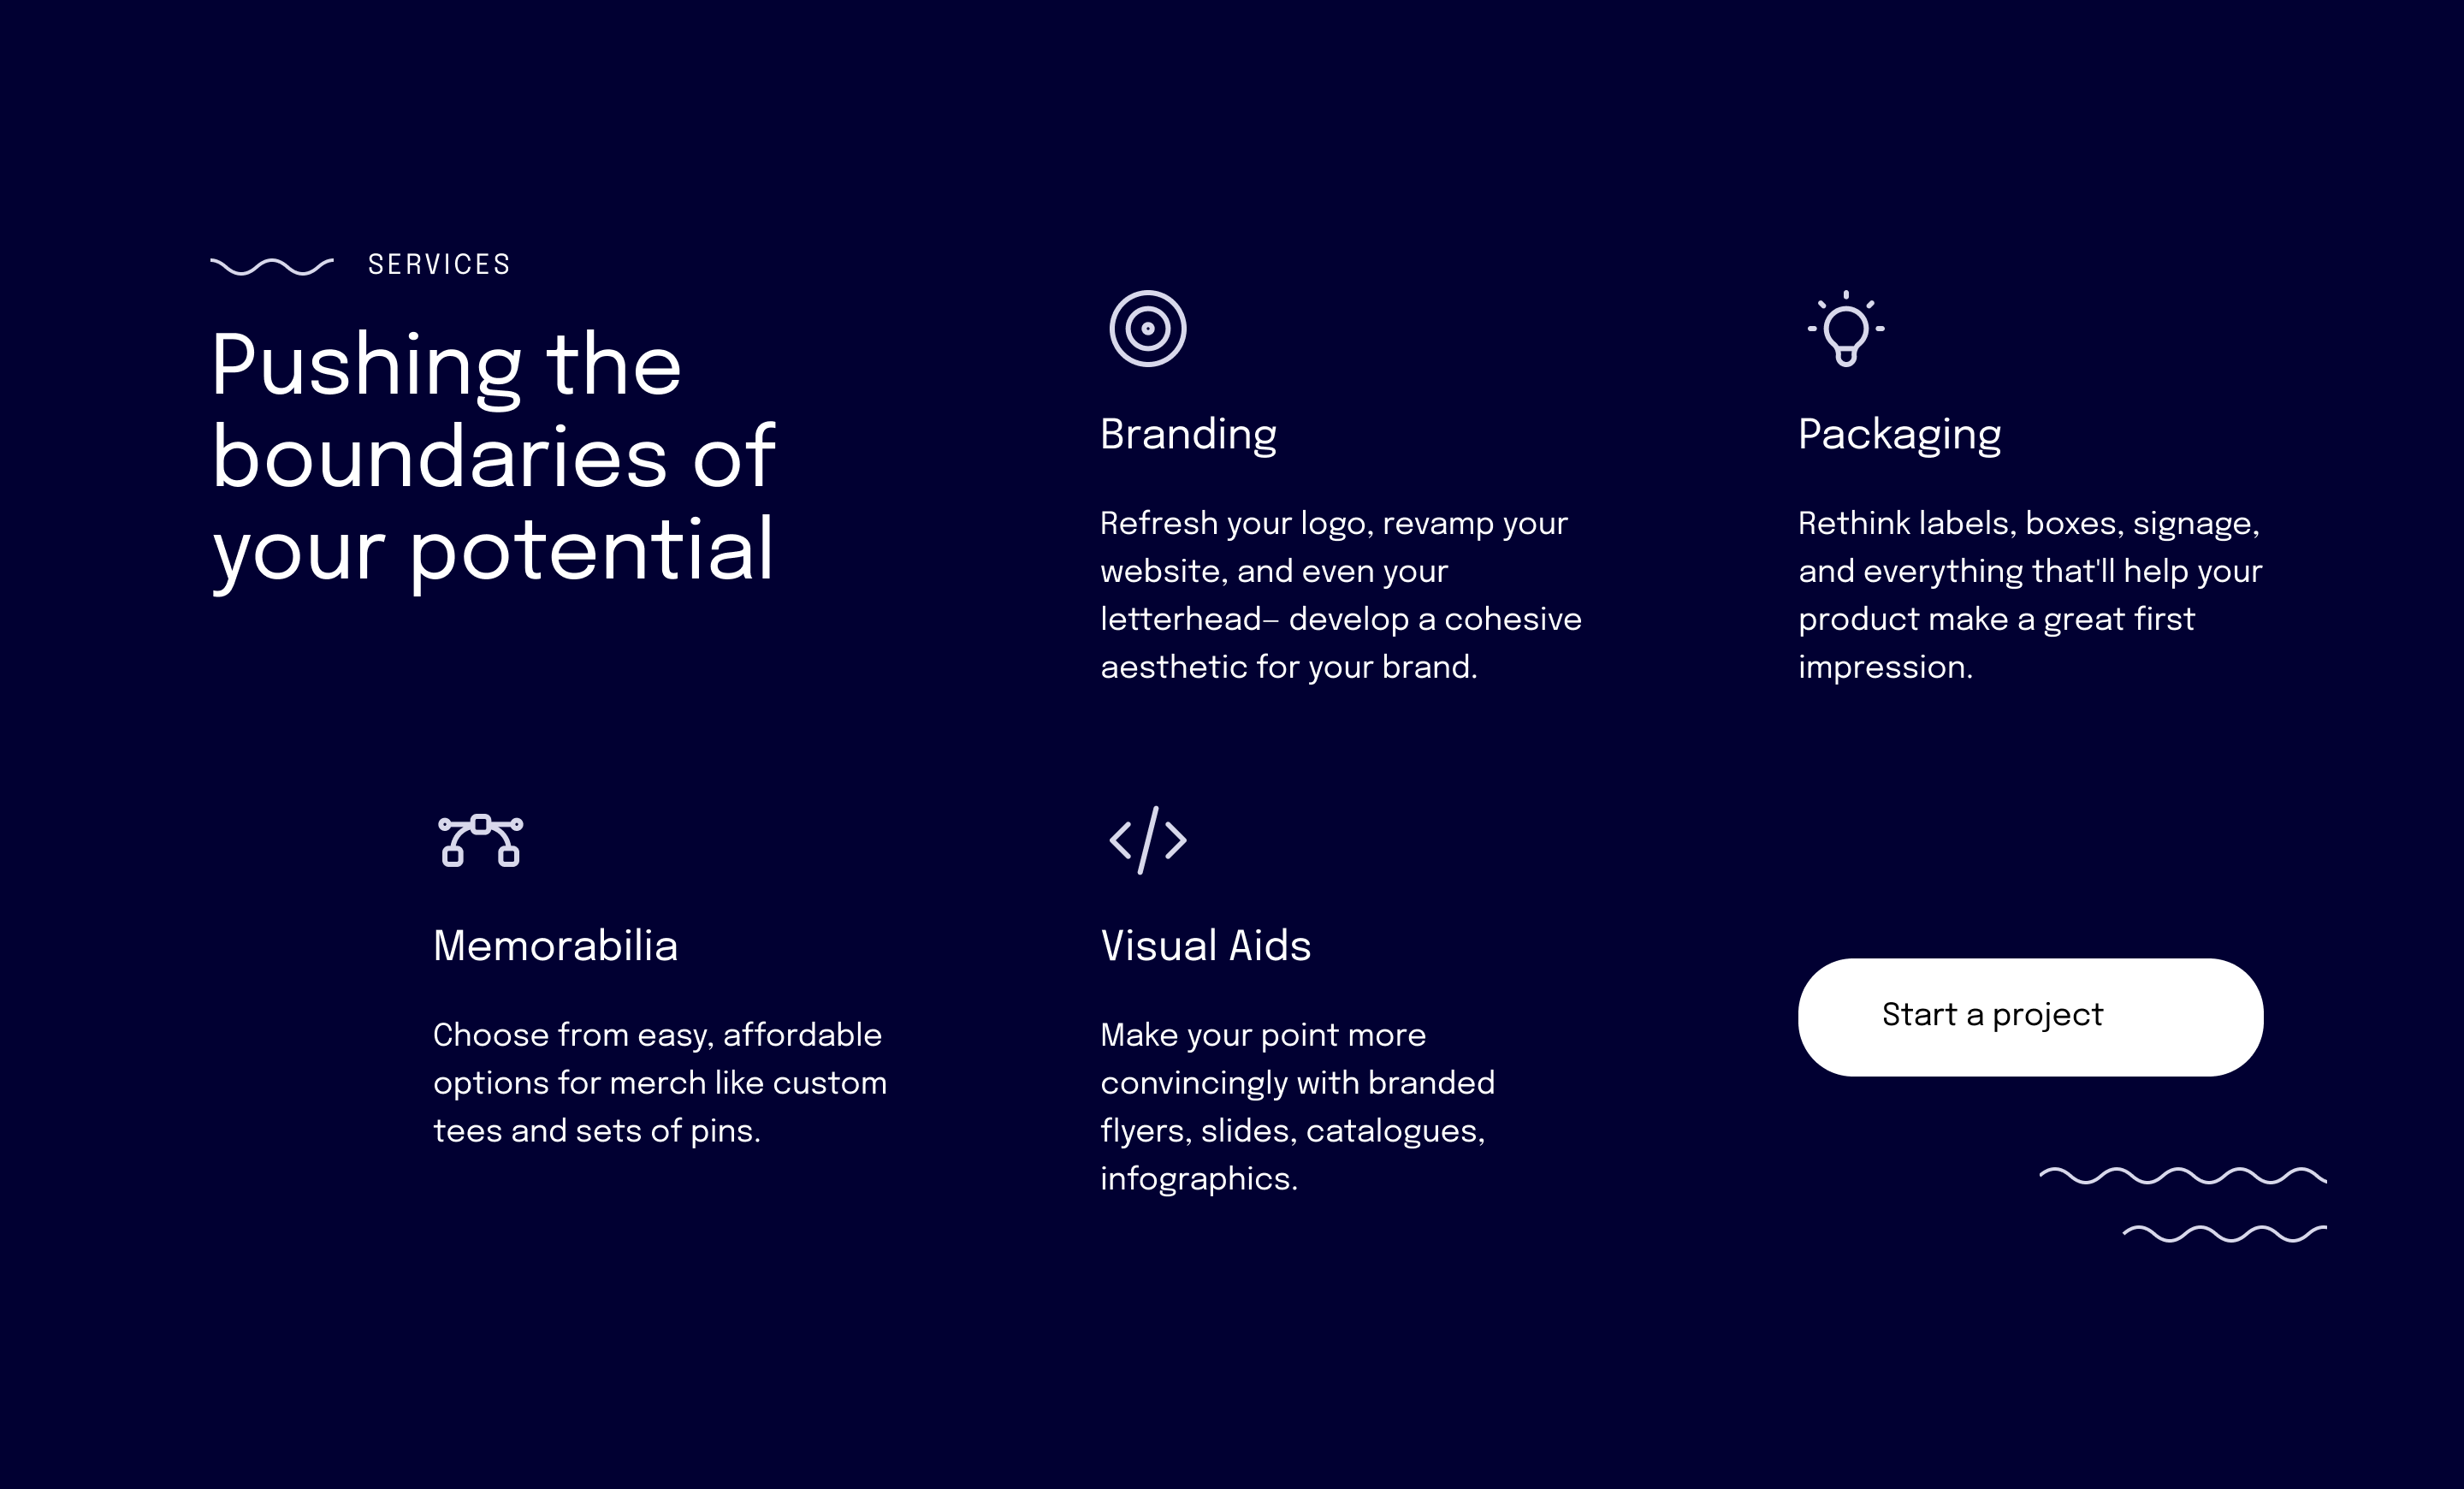 SERVICES
Pushing the
boundaries of
your potential
Branding
Refresh your logo, revamp your
website, and even your
letterhead— develop a cohesive
aesthetic for your brand.
Packaging
Rethink labels, boxes, signage,
and everything that'll help your
product make a great first
impression.
Memorabilia
Choose from easy, affordable
options for merch like custom
tees and sets of pins.
Visual Aids
Make your point more
convincingly with branded
flyers, slides, catalogues,
infographics.
Start a project